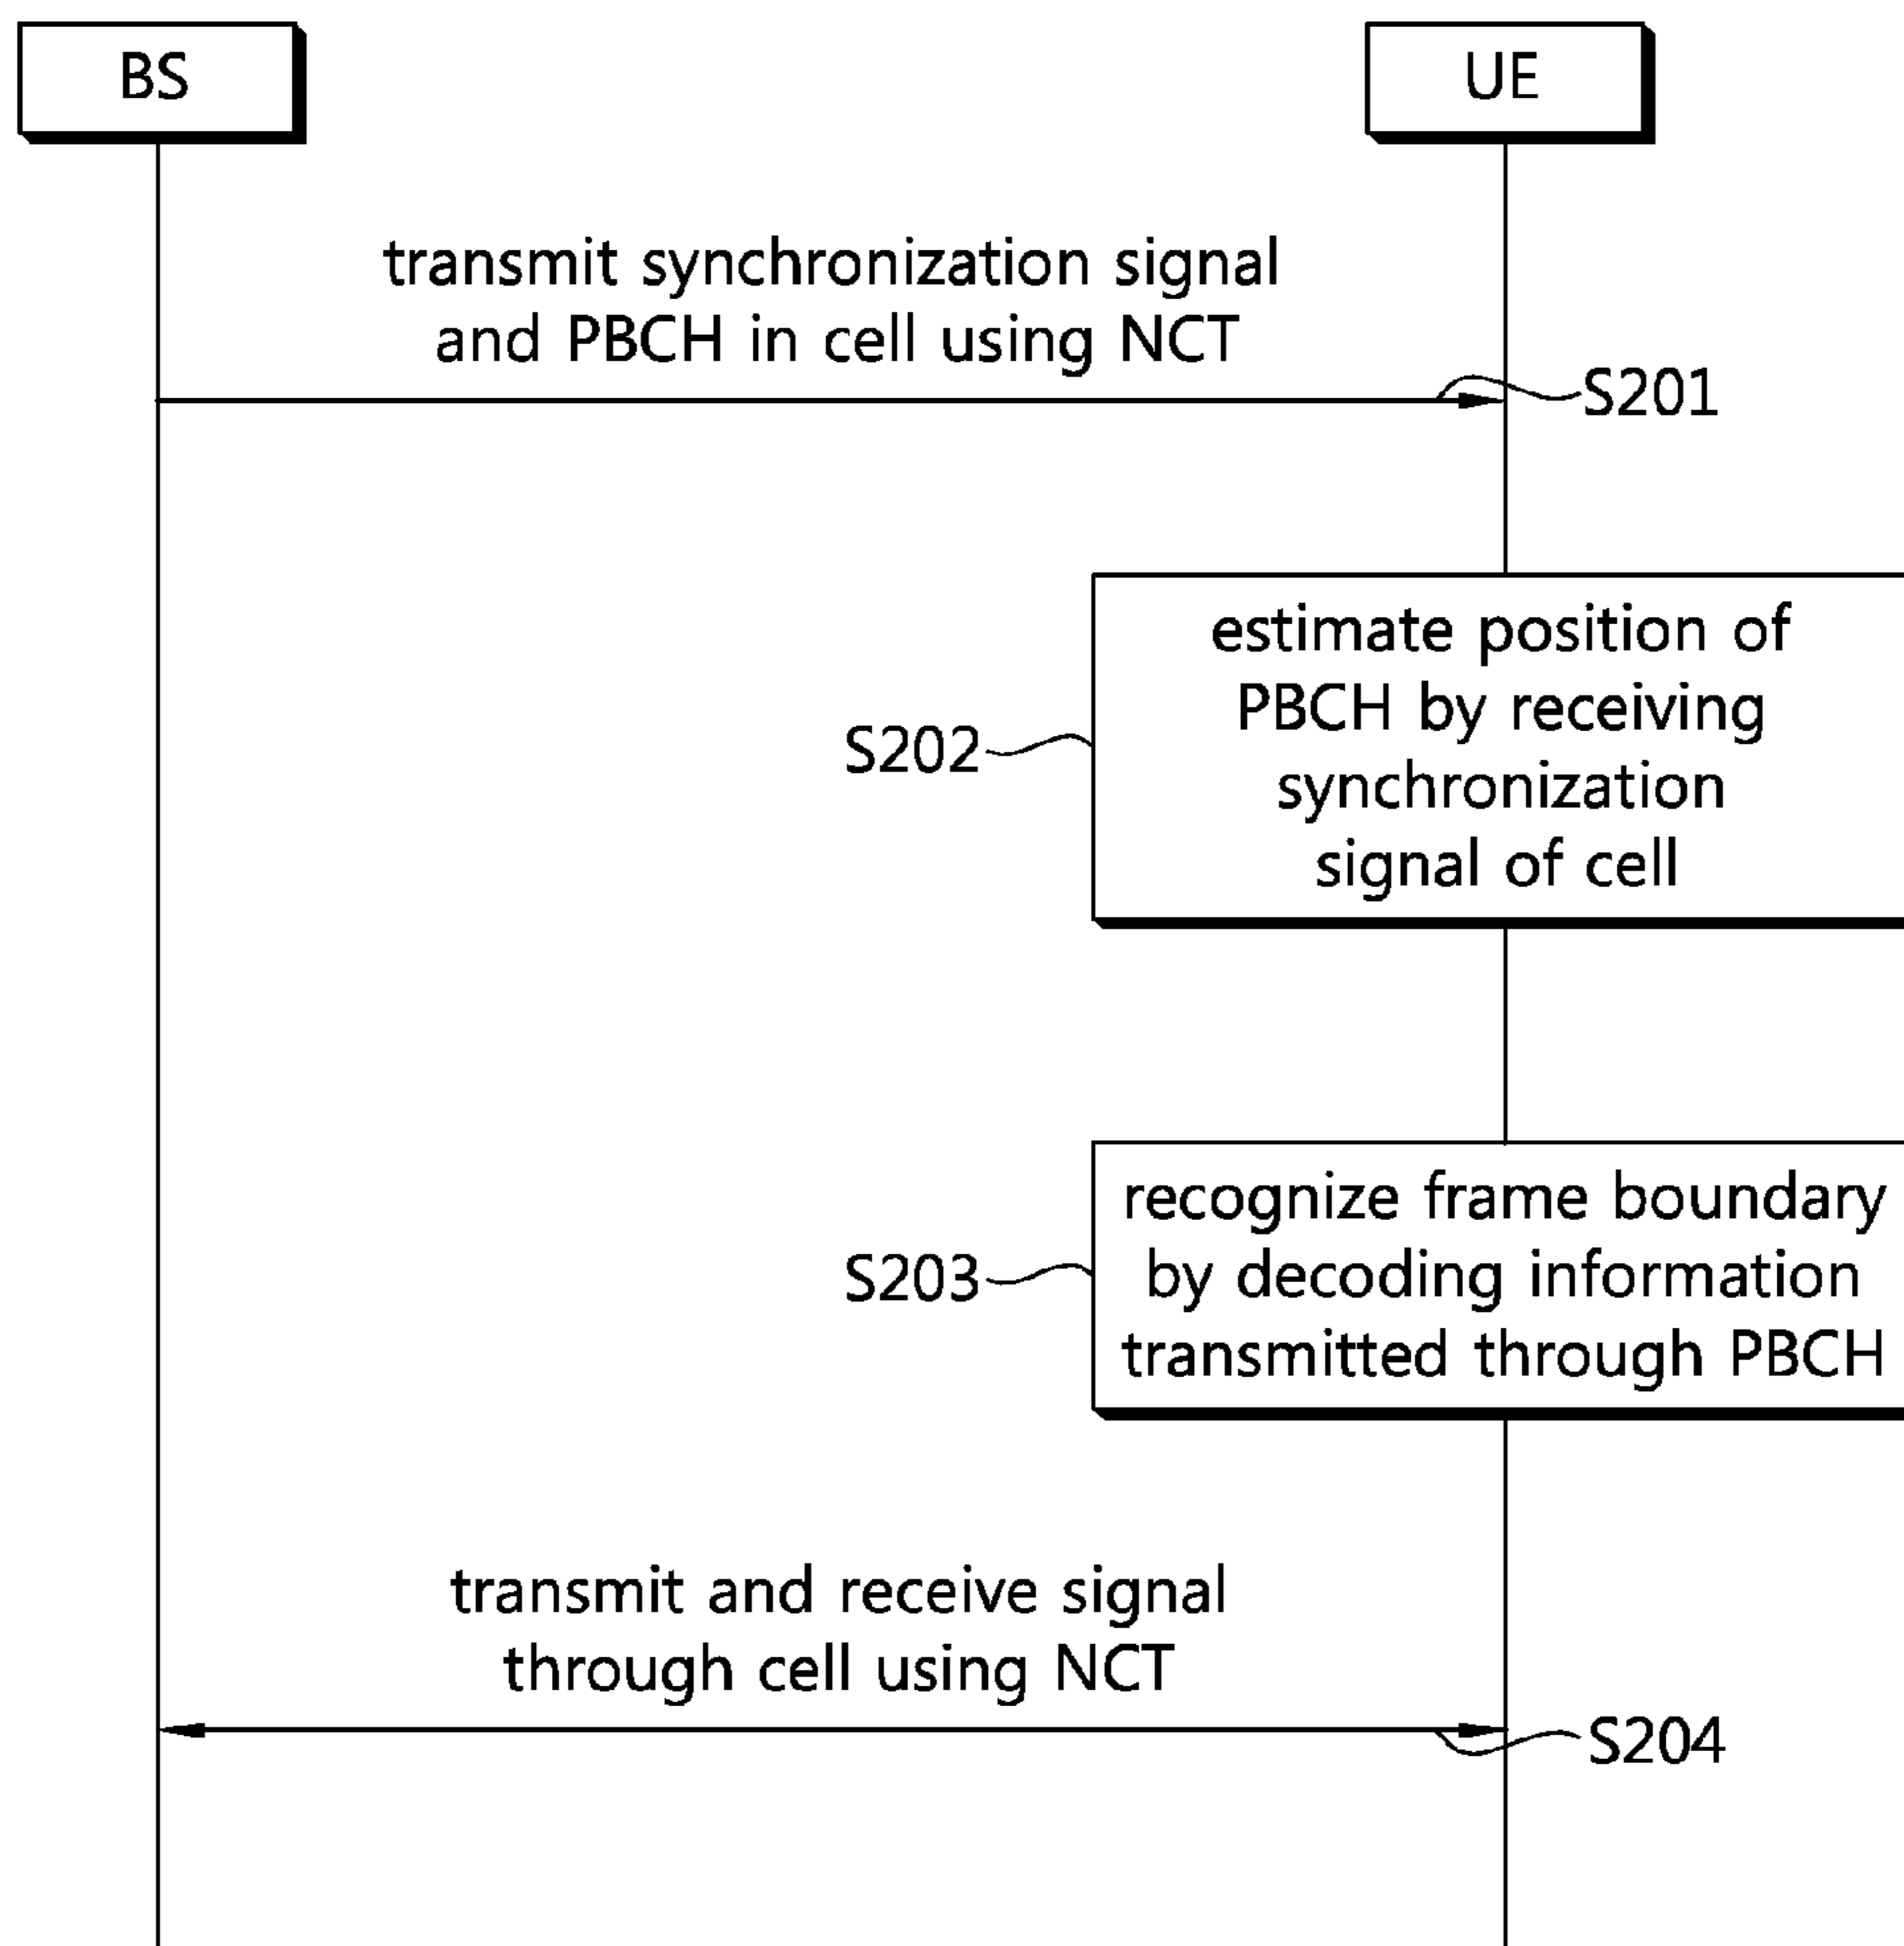 BS
UE
transmit synchronization signal
and PBCH in cell using NCT
S201
estimate position of
PBCH by receiving
synchronization
signal of cell
S202
recognize frame boundary
by decoding information
transmitted through PBCH
S203
transmit and receive signal
through cell using NCT
S204